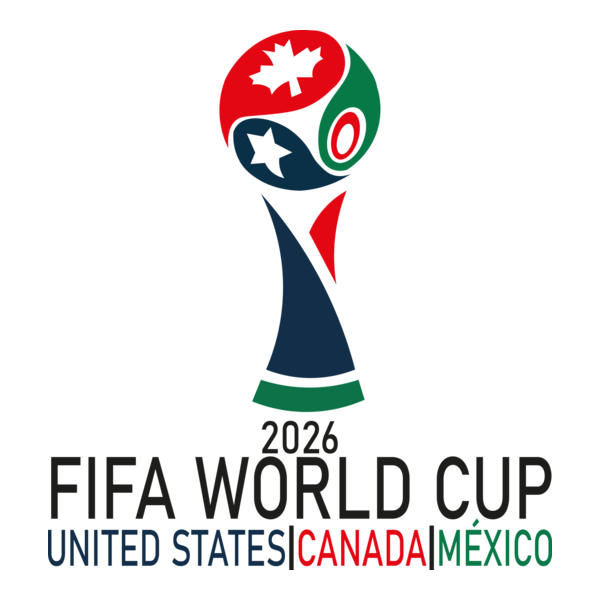 2026
FIFA WORLD CUP
UNITED STATES|CANADA|MÉXICO